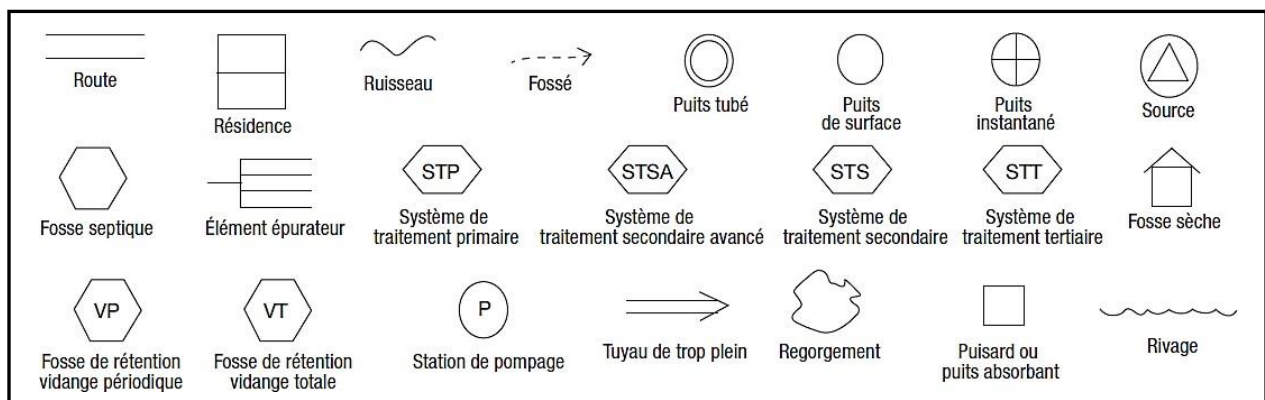 Route
Résidence
Ruisseau
Fossé
Puits tubé
Puits
de surface
Puits
instantané
Source
Fosse septique
Élément épurateur
STP
Système de
traitement primaire
STSA
Système de
traitement secondaire avancé
STS
Système de
traitement secondaire
STT
Système de
traitement tertiaire
Fosse sèche
VP
Fosse de rétention
vidange périodique
VT
Fosse de rétention
vidange totale
P
Station de pompage
Tuyau de trop plein
Regorgement
Puisard ou
puits absorbant
Rivage